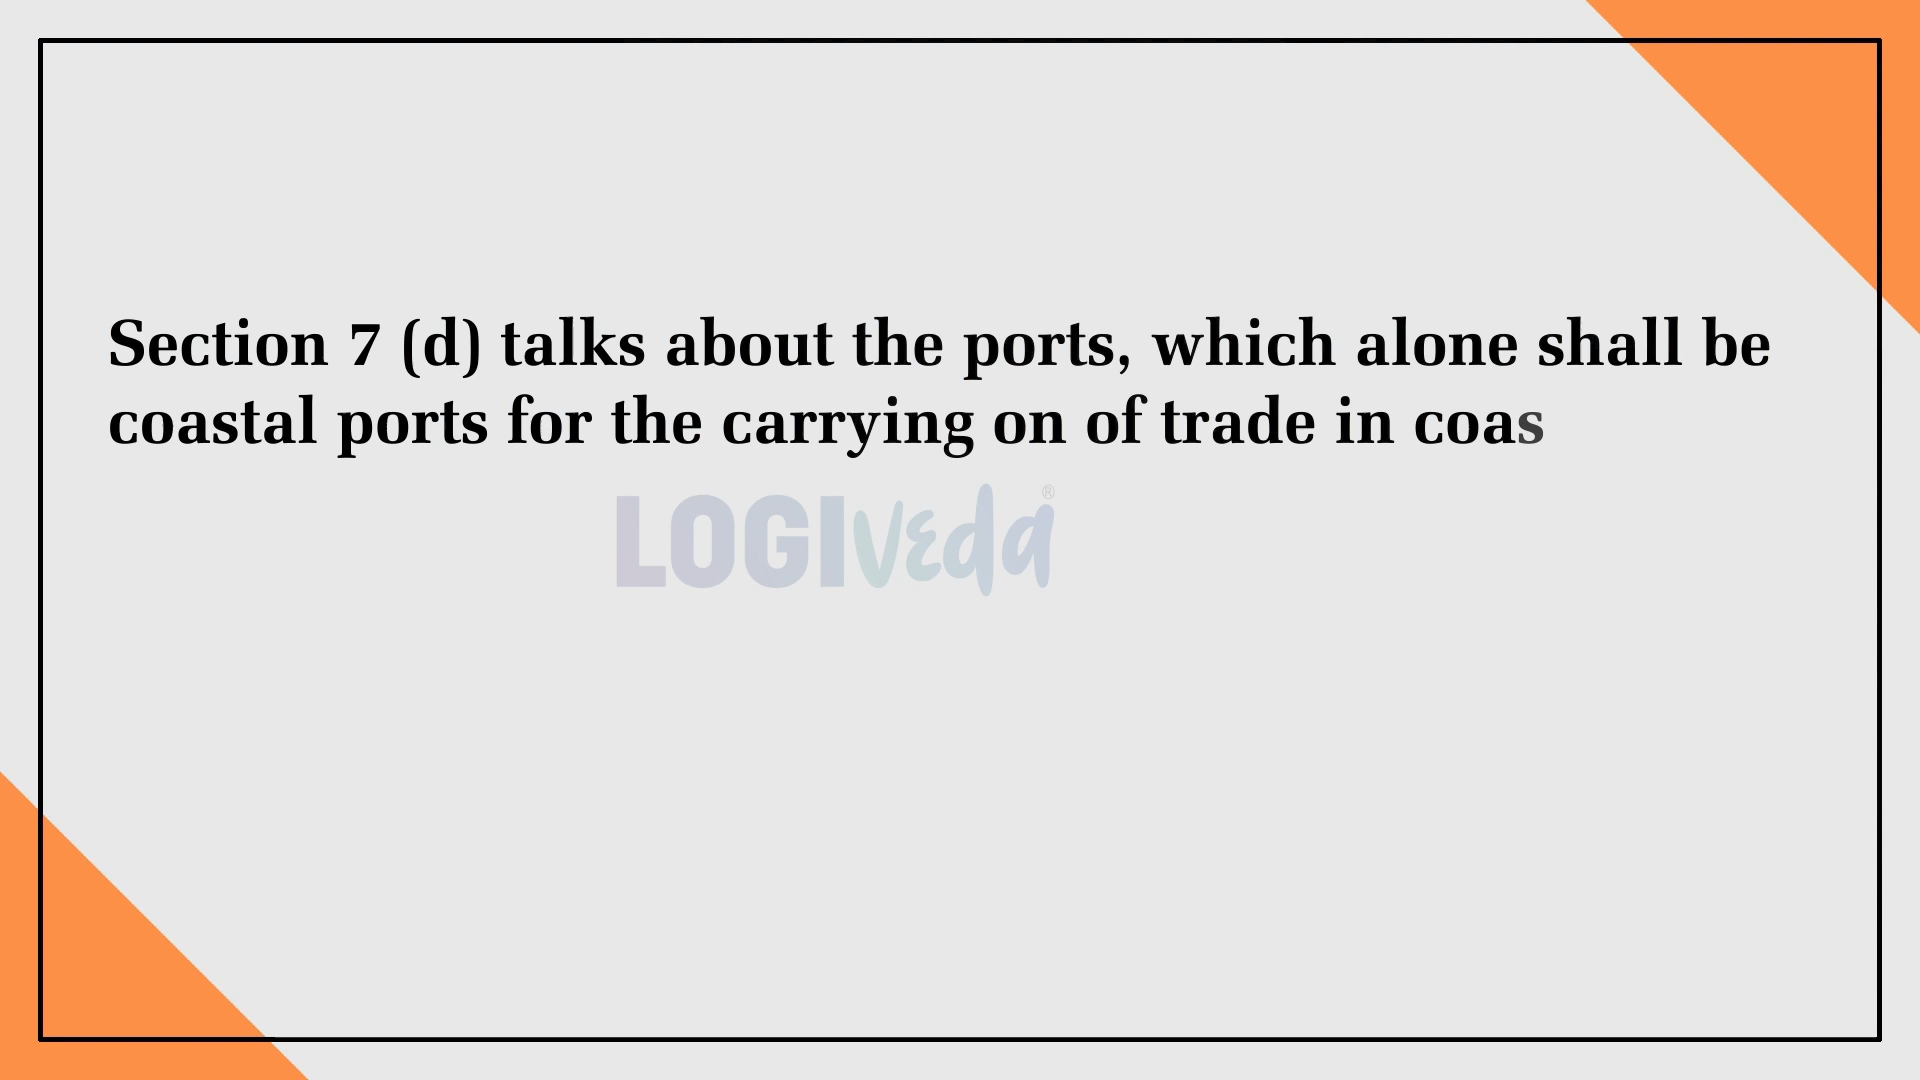 Section 7 (d) talks about the ports, which alone shall be
coastal ports for the carrying on of trade in coas
LOGIveda®